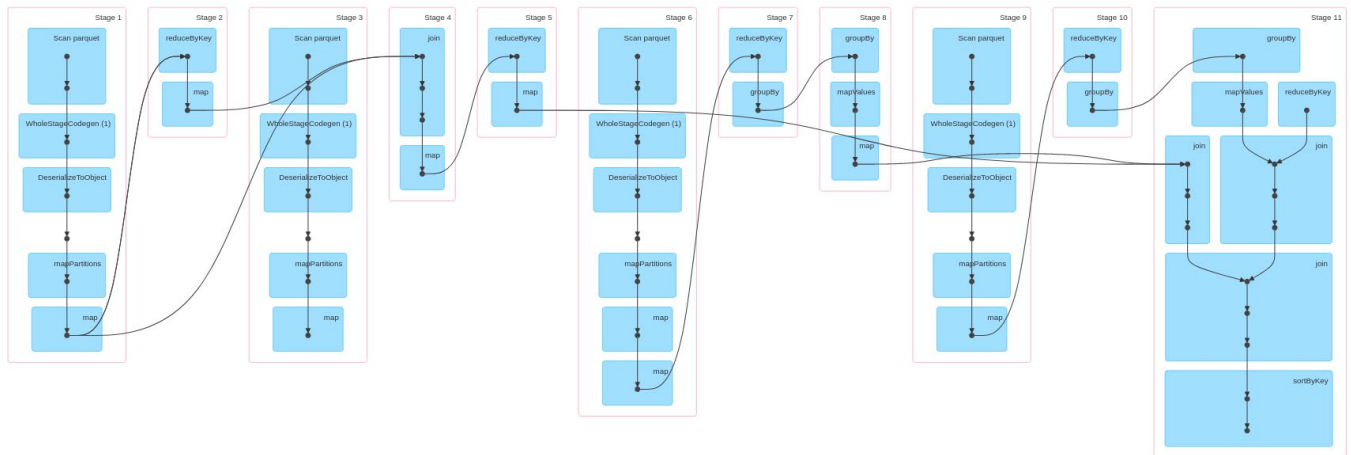 Stage 1
Scan parquet
WholeStageCodegen (1)
DeserializeToObject
mapPartitions
map
Stage 2
reduceByKey
map
Stage 3
Scan parquet
WholeStageCodegen (1)
DeserializeToObject
mapPartitions
map
Stage 4
join
map
Stage 5
reduceByKey
map
Stage 6
Scan parquet
WholeStageCodegen (1)
DeserializeToObject
mapPartitions
map
map
Stage 7
reduceByKey
groupBy
Stage 8
groupBy
mapValues
map
Stage 9
Scan parquet
WholeStageCodegen (1)
DeserializeToObject
mapPartitions
map
Stage 10
reduceByKey
groupBy
Stage 11
groupBy
mapValues
reduceByKey
join
join
join
sortByKey